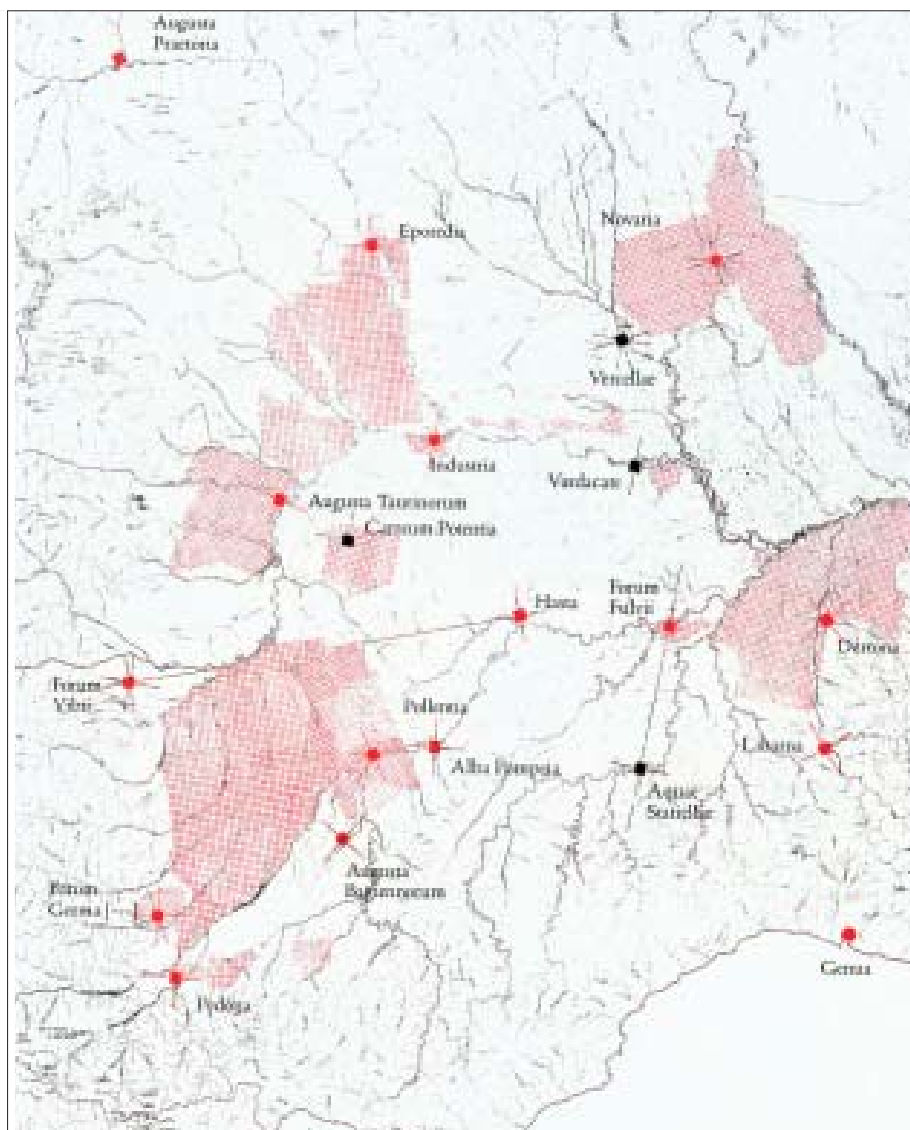 Augusta
Praetoria
Eporedia
Novaria
Vercellae
Industria
Vardacate
Augusta Taurinorum
Carreum Potentia
Hasta
Forum
Fulvii
Dertona
Forum
Vibii
Pollentia
Alba Pompeia
Libarna
Aquae
Statiellae
Augusta
Bagiennorum
Forum
Germa
Genua
Pedona